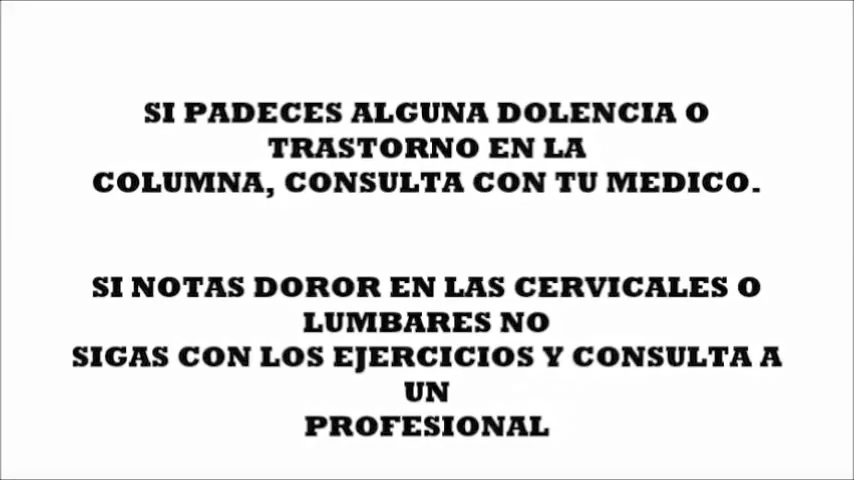 SI PADECES ALGUNA DOLENCIA O
TRASTORNO EN LA
COLUMNA, CONSULTA CON TU MEDICO.
SI NOTAS DOROR EN LAS CERVICALES O
LUMBARES NO
SIGAS CON LOS EJERCICIOS Y CONSULTA A
UN
PROFESIONAL